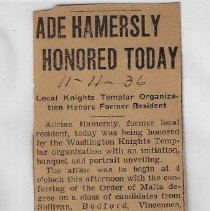 ADE HAMERSLY
HONORED TODAY
11-4-36
Local Knights Templar Organiza-
tion Honors Former Resident
Adrian Hamersly, former local
resident, today was being honored
by the Washington Knights Temp-
lar organization with an initiation,
banquet and portrait unveiling.
The affair was to begin at 4
o'clock this afternoon with the con-
ferring of the Order of Malta de-
gree on a class of candidates from
Sullivan, Bedford, Vincennes,